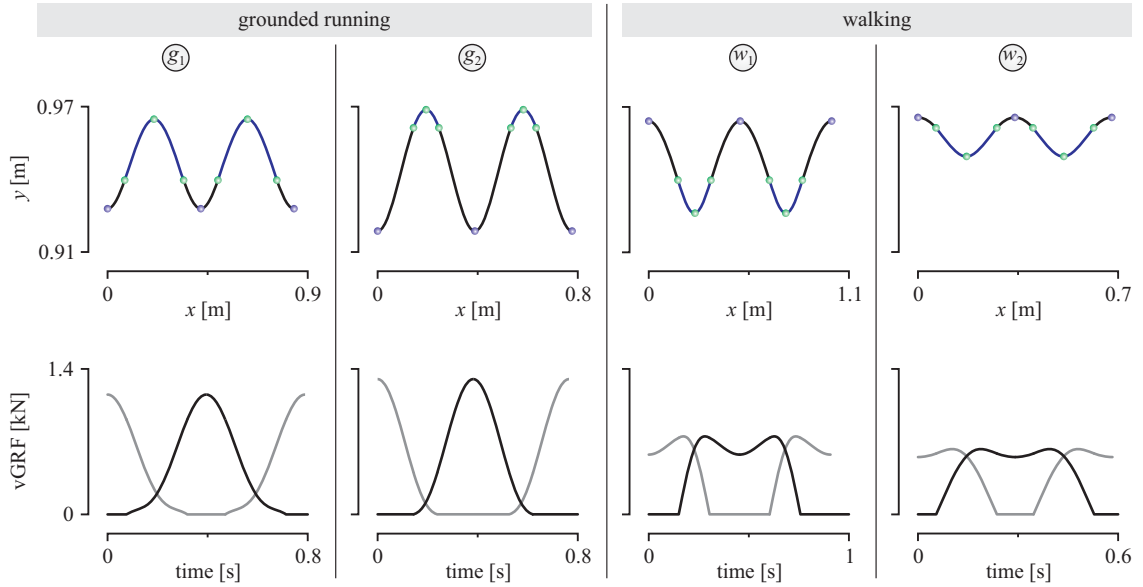 grounded running walking
g1 g2 w1 w2
0.97
y [m]
0.91
0 0.9 0 0.8 0 1.1 0 0.7
x [m] x [m] x [m] x [m]
1.4
vGRF [kN]
0
0 0.8 0 0.8 0 1 0 0.6
time [s] time [s] time [s] time [s]